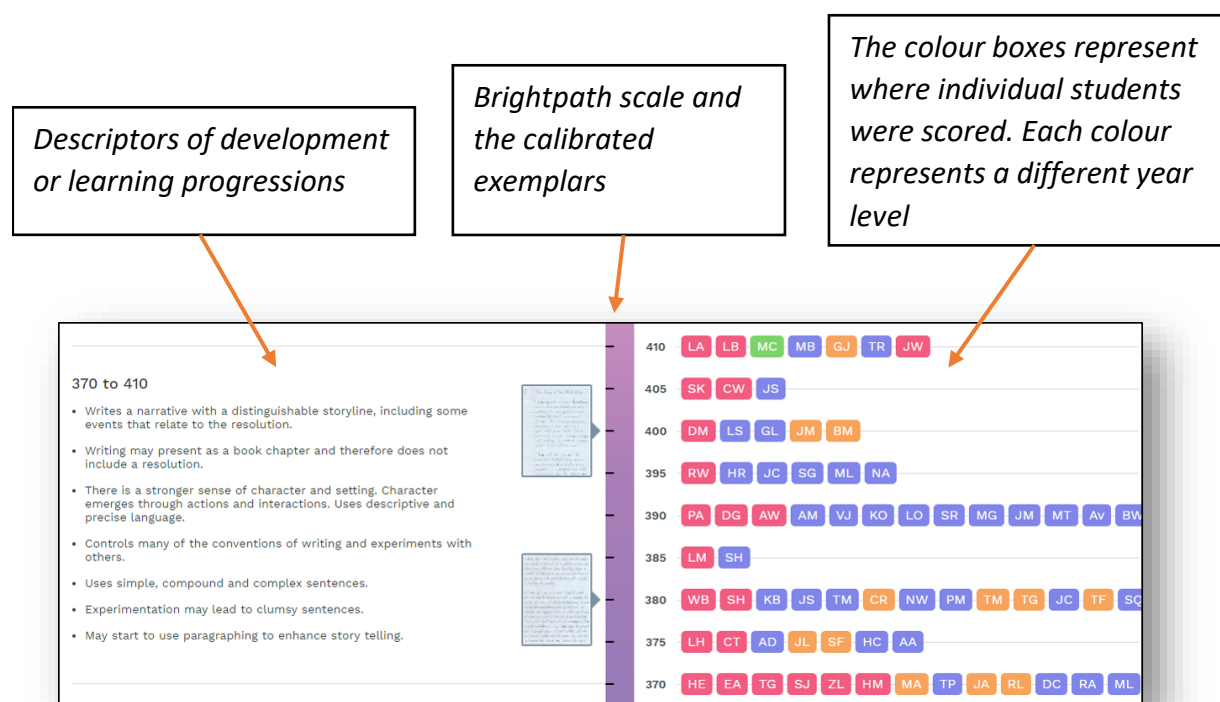 Descriptors of development
or learning progressions
Brightpath scale and
the calibrated
exemplars
The colour boxes represent
where individual students
were scored. Each colour
represents a different year
level
370 to 410
• Writes a narrative with a distinguishable storyline, including some
events that relate to the resolution.
• Writing may present as a book chapter and therefore does not
include a resolution.
• There is a stronger sense of character and setting. Character
emerges through actions and interactions. Uses descriptive and
precise language.
• Controls many of the conventions of writing and experiments with
others.
• Uses simple, compound and complex sentences.
• Experimentation may lead to clumsy sentences.
• May start to use paragraphing to enhance story telling.
410 LA LB MC MB GJ TR JW
405 SK CW JS
400 DM LS GL JM BM
395 RW HR JC SG ML NA
390 PA DG AW AM VJ KO LO SR MG JM MT Av BW
385 LM SH
380 WB SH KB JS TM CR NW PM TM TG JC TF SQ
375 LH CT AD JL SF HC AA
370 HE EA TG SJ ZL HM MA TP JA RL DC RA ML